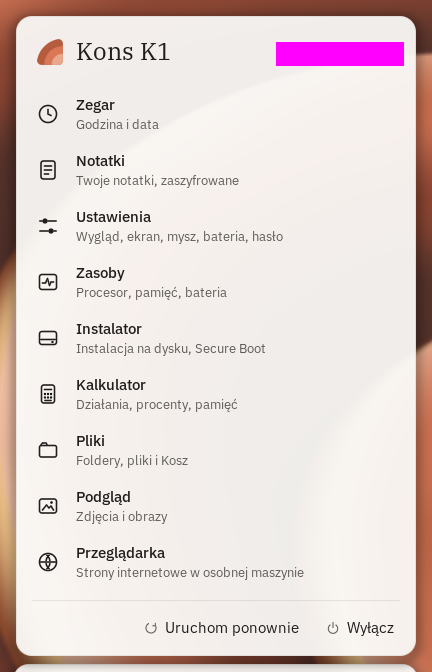 Kons K1
Zegar
Godzina i data
Notatki
Twoje notatki, zaszyfrowane
Ustawienia
Wygląd, ekran, mysz, bateria, hasło
Zasoby
Procesor, pamięć, bateria
Instalator
Instalacja na dysku, Secure Boot
Kalkulator
Działania, procenty, pamięć
Pliki
Foldery, pliki i Kosz
Podgląd
Zdjęcia i obrazy
Przeglądarka
Strony internetowe w osobnej maszynie
Uruchom ponownie Wyłącz